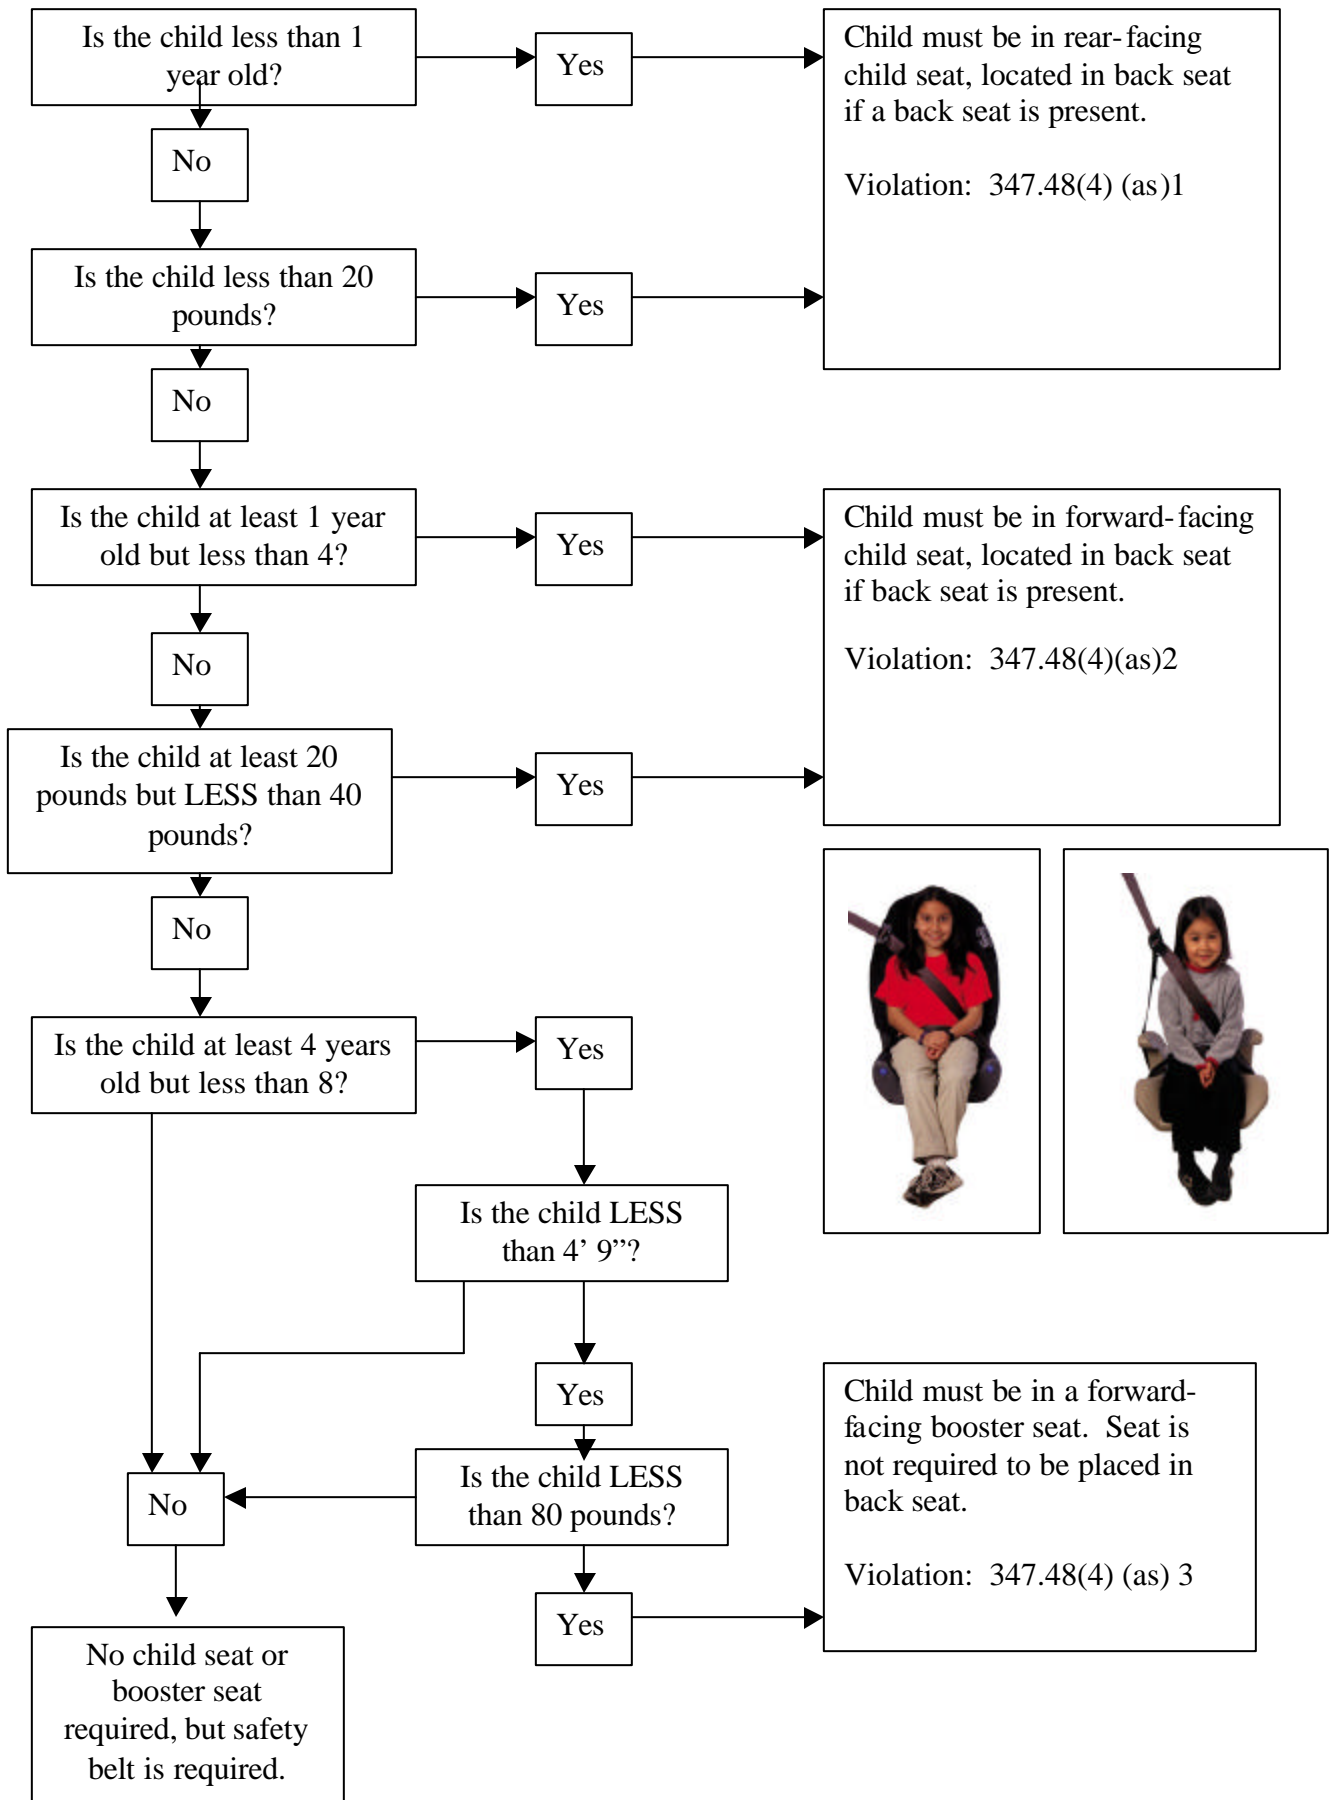 Is the child less than 1
year old?
Yes
Child must be in rear-facing
child seat, located in back seat
if a back seat is present.
Violation:  347.48(4) (as)1
No
Is the child less than 20
pounds?
Yes
No
Is the child at least 1 year
old but less than 4?
Yes
Child must be in forward-facing
child seat, located in back seat
if back seat is present.
Violation:  347.48(4)(as)2
No
Is the child at least 20
pounds but LESS than 40
pounds?
Yes
No
Is the child at least 4 years
old but less than 8?
Yes
Is the child LESS
than 4’ 9”?
Yes
Is the child LESS
than 80 pounds?
No
Yes
Child must be in a forward-
facing booster seat.  Seat is
not required to be placed in
back seat.
Violation:  347.48(4) (as) 3
No child seat or
booster seat
required, but safety
belt is required.